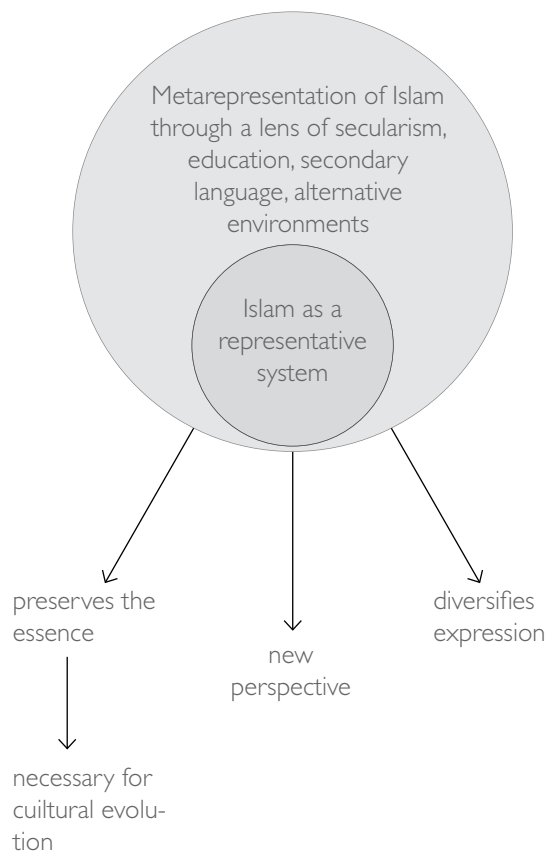 Metarepresentation of Islam
through a lens of secularism,
education, secondary
language, alternative
environments
Islam as a
representative
system
preserves the
essence
diversifies
expression
new
perspective
necessary for
cuitural evolu-
tion